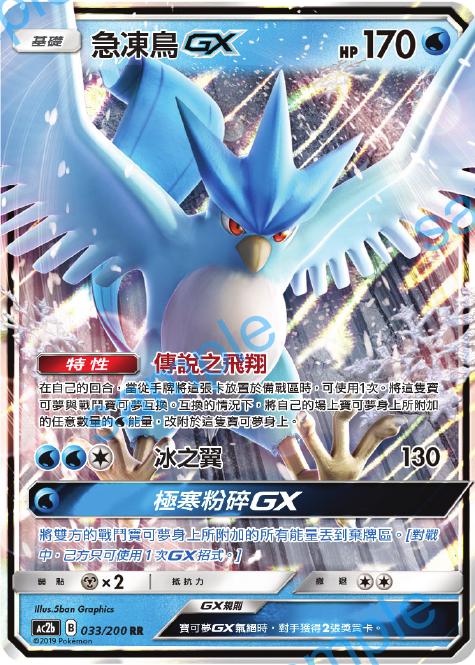 基礎 急凍鳥GX HP170
特性 傳說之飛翔
在自己的回合，當從手牌將這張卡放置於備戰區時，可使用1次。將這隻寶
可夢與戰鬥寶可夢互換。互換的情況下，將自己的場上寶可夢身上所附加
的任意數量的能量，改附於這隻寶可夢身上。
冰之翼 130
極寒粉碎GX
將雙方的戰鬥寶可夢身上所附加的所有能量丟到棄牌區。[對戰
中，己方只可使用1次GX招式。]
弱點 ×2 抵抗力 撤退
Illus.5ban Graphics
GX規則
AC2b B 033/200 RR
寶可夢GX氣絕時，對手獲得2張獎賞卡。
©2019 Pokémon
sample